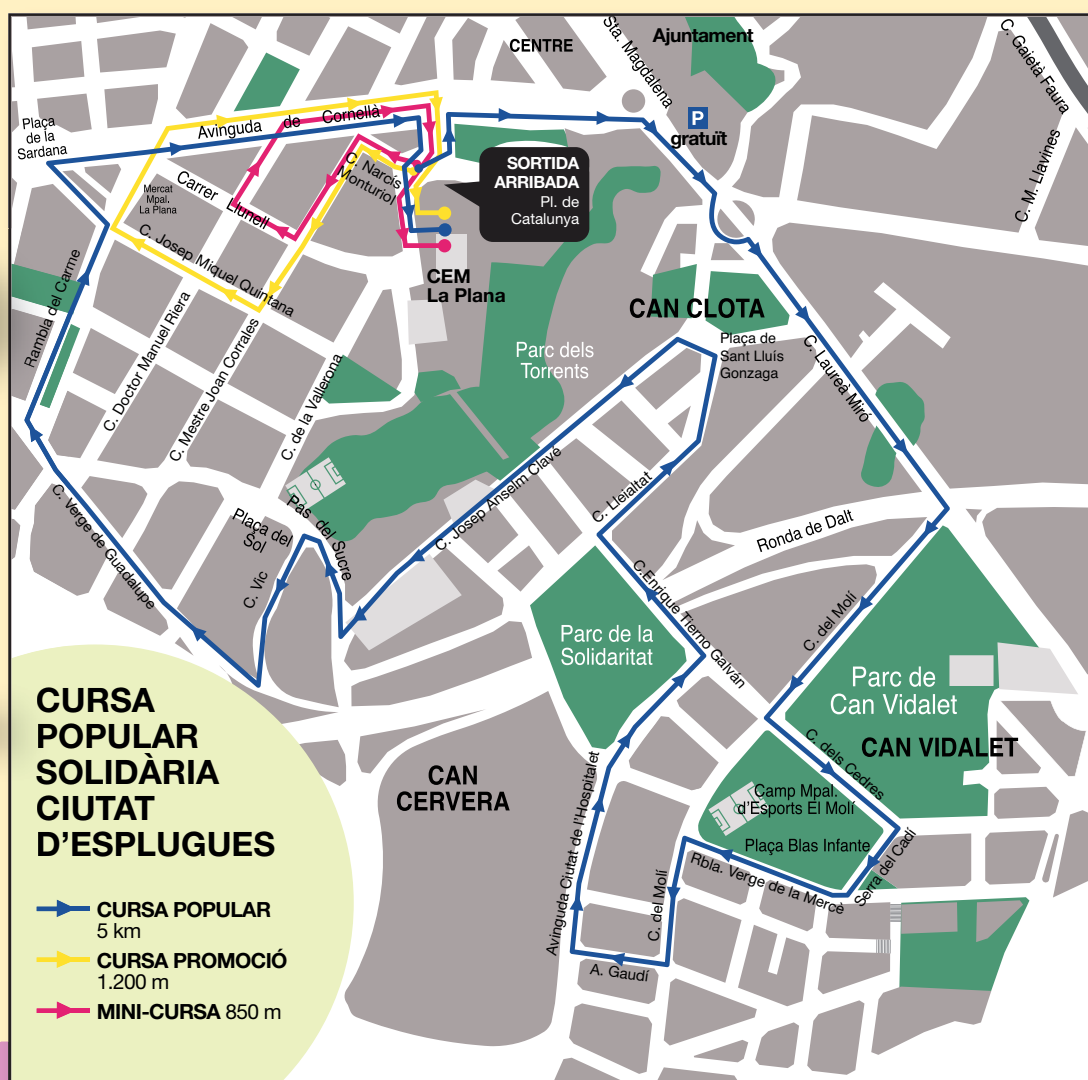 CENTRE
Sta. Magdalena
Ajuntament
C. Gaietà Faura
C. M. Llavines
P
gratuït
Plaça
de la
Sardana
Avinguda de Cornellà
SORTIDA
ARRIBADA
Pl. de
Catalunya
C. Narcís
Monturiol
Mercat
Mpal.
La Plana
Carrer Llunell
C. Josep Miquel Quintana
CEM
La Plana
Rambla del Carme
C. Doctor Manuel Riera
C. Mestre Joan Corrales
C. de la Vallerona
Parc dels
Torrents
CAN CLOTA
Plaça de
Sant Lluís
Gonzaga
C. Laureà Miró
C. Verge de Guadalupe
Plaça del
Sol
Pas. del Sucre
C. Vic
C. Josep Anselm Clavé
C. Lleialtat
Ronda de Dalt
C.Enrique Tierno Galván
C. del Molí
Parc de la
Solidaritat
Parc de
Can Vidalet
CAN VIDALET
C. dels Cedres
Camp Mpal.
d'Esports El Molí
Plaça Blas Infante
Serra del Cadí
Rbla. Verge de la Mercè
C. del Molí
A. Gaudí
Avinguda Ciutat de l'Hospitalet
CAN
CERVERA
CURSA
POPULAR
SOLIDÀRIA
CIUTAT
D'ESPLUGUES
CURSA POPULAR
5 km
CURSA PROMOCIÓ
1.200 m
MINI-CURSA 850 m